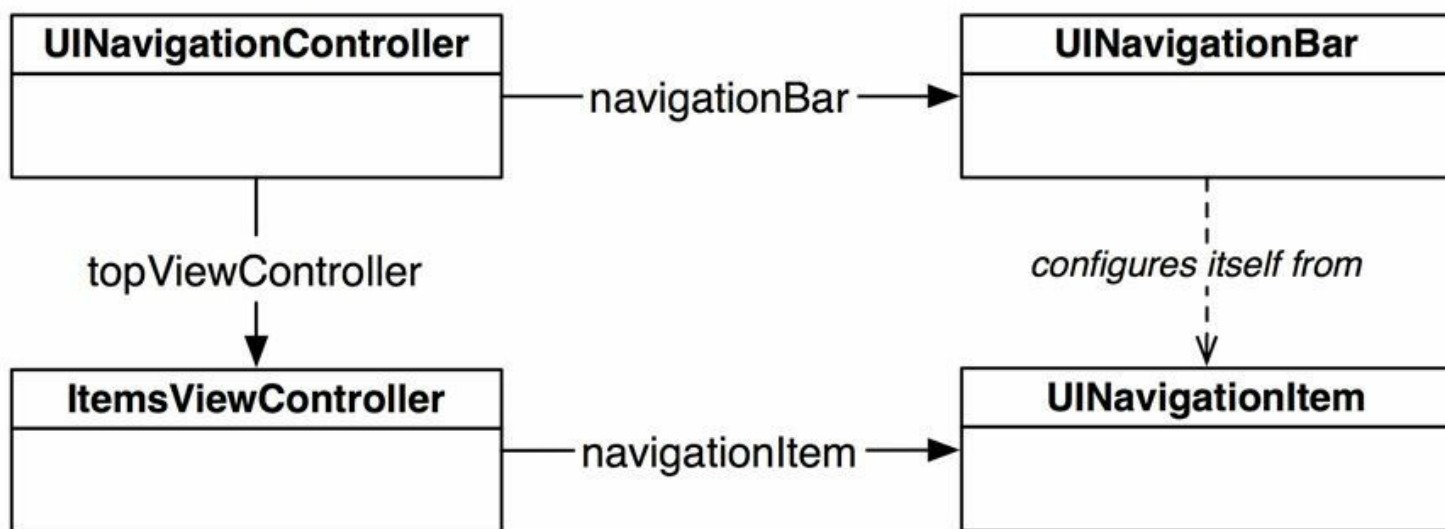 UINavigationController
UINavigationBar
navigationBar
topViewController
configures itself from
ItemsViewController
UINavigationItem
navigationItem